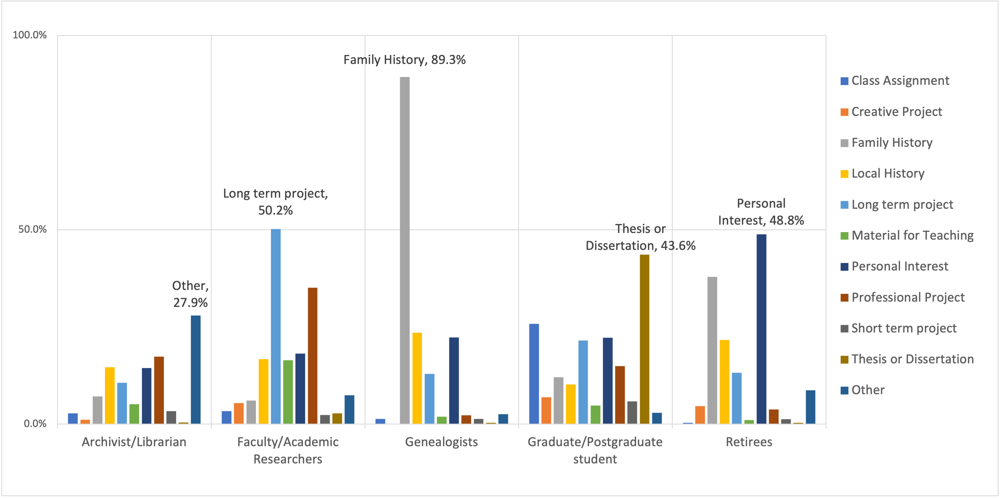 100.0%
50.0%
0.0%
Other,
27.9%
Long term project,
50.2%
Family History, 89.3%
Thesis or
Dissertation, 43.6%
Personal
Interest, 48.8%
Archivist/Librarian
Faculty/Academic
Researchers
Genealogists
Graduate/Postgraduate
student
Retirees
Class Assignment
Creative Project
Family History
Local History
Long term project
Material for Teaching
Personal Interest
Professional Project
Short term project
Thesis or Dissertation
Other